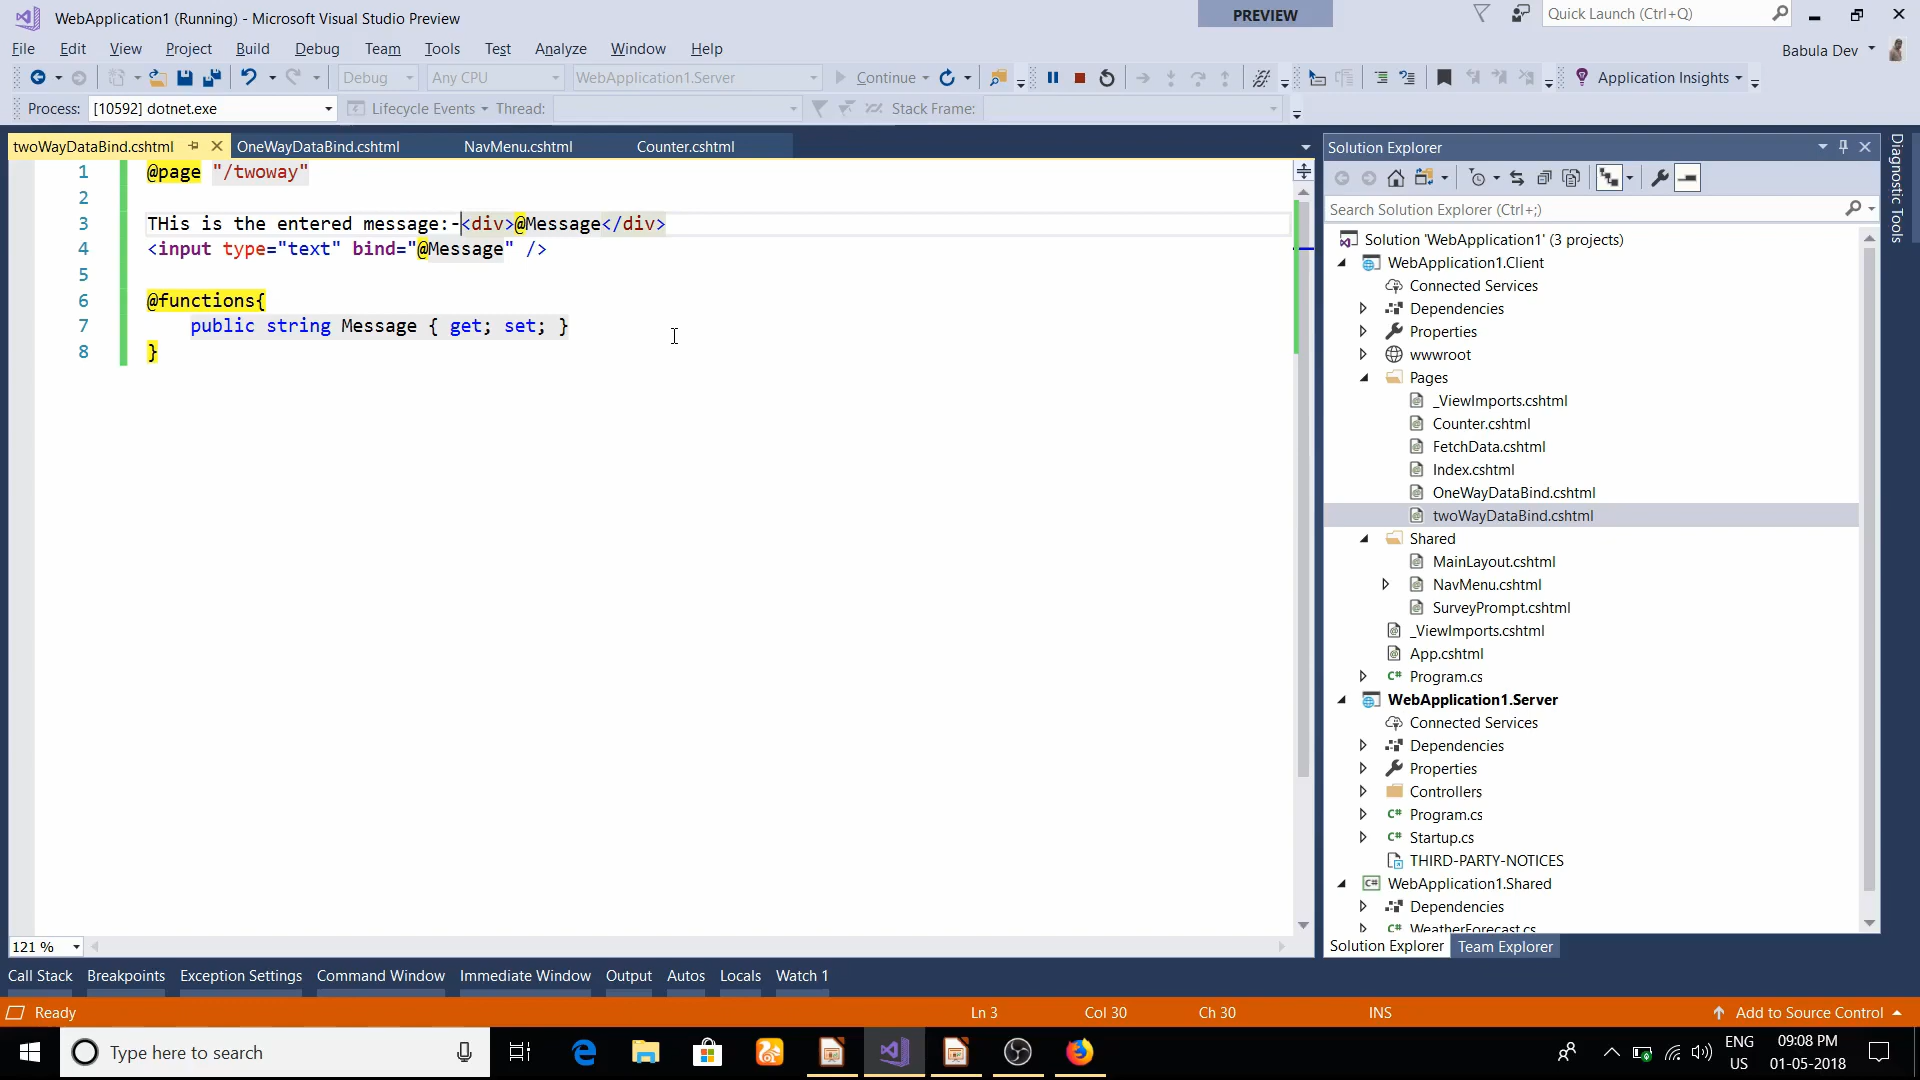 WebApplication1 (Running) - Microsoft Visual Studio Preview
PREVIEW
Quick Launch (Ctrl+Q)
File Edit View Project Build Debug Team Tools Test Analyze Window Help
Babula Dev
Debug Any CPU WebApplication1.Server Continue Application Insights
Process: [10592] dotnet.exe Lifecycle Events Thread: Stack Frame:
twoWayDataBind.cshtml OneWayDataBind.cshtml NavMenu.cshtml Counter.cshtml
1 @page "/twoway"
2
3 THis is the entered message:-<div>@Message</div>
4 <input type="text" bind="@Message" />
5
6 @functions{
7 public string Message { get; set; }
8 }
121 %
Solution Explorer
Search Solution Explorer (Ctrl+;)
Solution 'WebApplication1' (3 projects)
WebApplication1.Client
Connected Services
Dependencies
Properties
wwwroot
Pages
_ViewImports.cshtml
Counter.cshtml
FetchData.cshtml
Index.cshtml
OneWayDataBind.cshtml
twoWayDataBind.cshtml
Shared
MainLayout.cshtml
NavMenu.cshtml
SurveyPrompt.cshtml
_ViewImports.cshtml
App.cshtml
C# Program.cs
WebApplication1.Server
Connected Services
Dependencies
Properties
Controllers
C# Program.cs
C# Startup.cs
THIRD-PARTY-NOTICES
C# WebApplication1.Shared
Dependencies
C# WeatherForecast.cs
Solution Explorer Team Explorer
Diagnostic Tools
Call Stack Breakpoints Exception Settings Command Window Immediate Window Output Autos Locals Watch 1
Ready Ln 3 Col 30 Ch 30 INS Add to Source Control
Type here to search
ENG
US
09:08 PM
01-05-2018